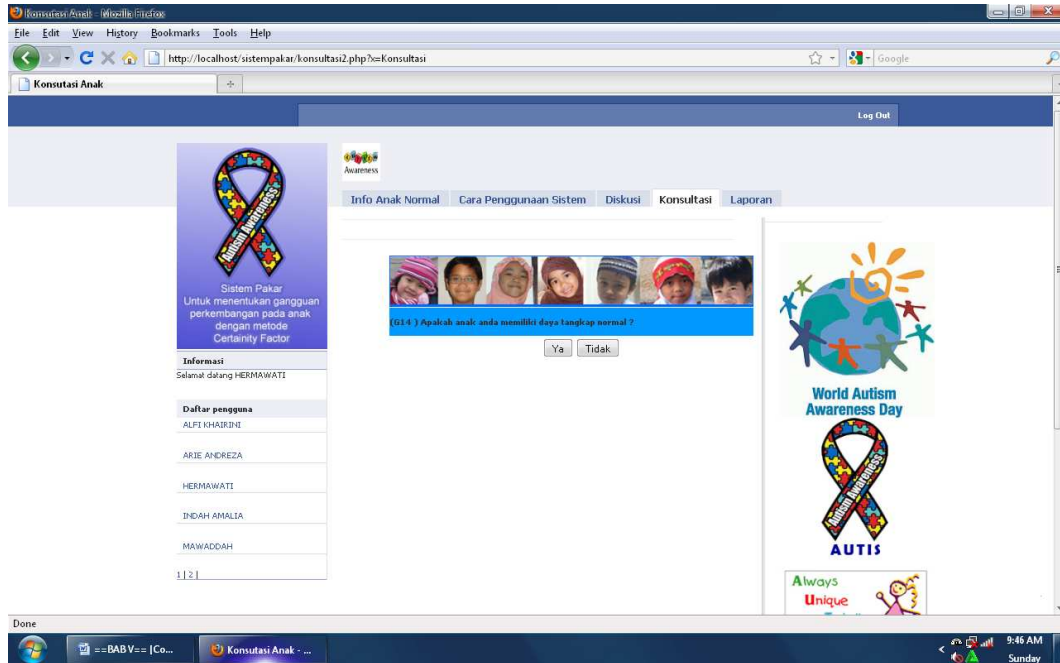 Konsutasi Anak - Mozilla Firefox
File Edit View History Bookmarks Tools Help
http://localhost/sistempakar/konsultasi2.php?x=Konsultasi
Google
Konsutasi Anak
Log Out
Autism Awareness
Sistem Pakar
Untuk menentukan gangguan
perkembangan pada anak
dengan metode
Certainity Factor
Awareness
Info Anak Normal Cara Penggunaan Sistem Diskusi Konsultasi Laporan
(G14 ) Apakah anak anda memiliki daya tangkap normal ?
Ya Tidak
Informasi
Selamat datang HERMAWATI
Daftar pengguna
ALFI KHAIRINI
ARIE ANDREZA
HERMAWATI
INDAH AMALIA
MAWADDAH
1 | 2 |
World Autism
Awareness Day
Autism Awareness
AUTIS
Always
Unique
Done
==BAB V== [Co...
Konsutasi Anak - ...
9:46 AM
Sunday